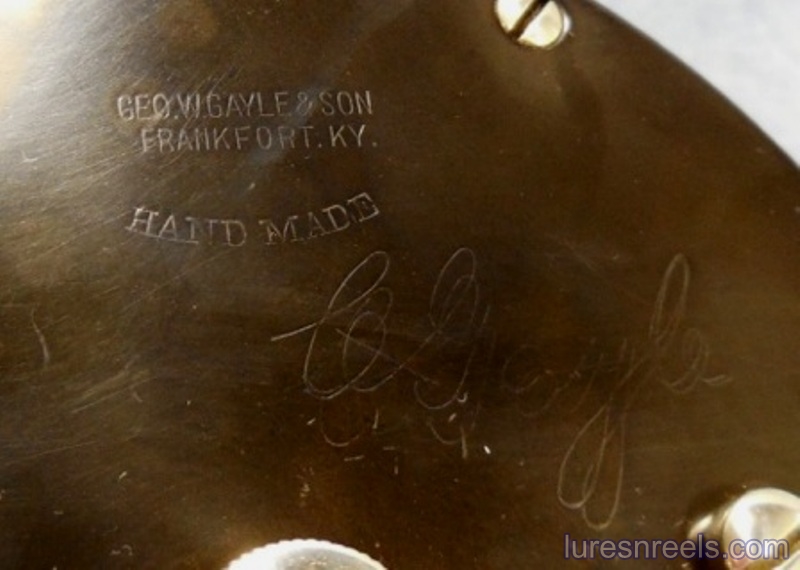 GEO.W.GAYLE & SON
FRANKFORT.KY.
HAND MADE
C Gayle
luresnreels.com